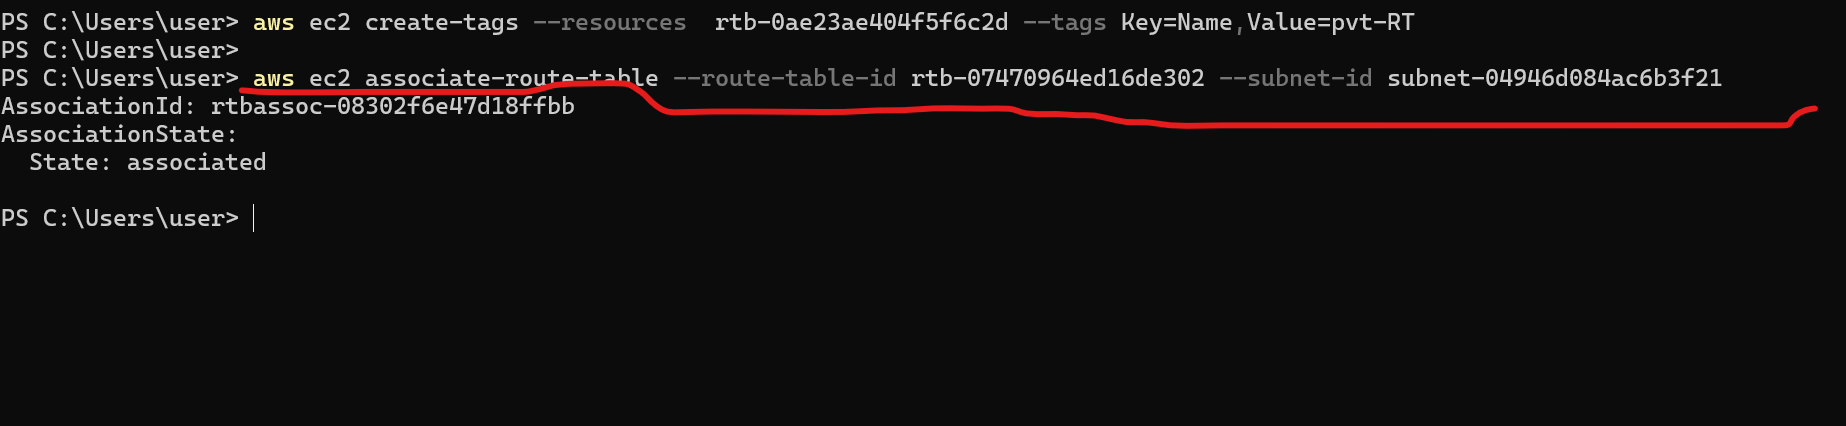 PS C:\Users\user> aws ec2 create-tags --resources  rtb-0ae23ae404f5f6c2d --tags Key=Name,Value=pvt-RT
PS C:\Users\user>
PS C:\Users\user> aws ec2 associate-route-table --route-table-id rtb-07470964ed16de302 --subnet-id subnet-04946d084ac6b3f21
AssociationId: rtbassoc-08302f6e47d18ffbb
AssociationState:
  State: associated
PS C:\Users\user>